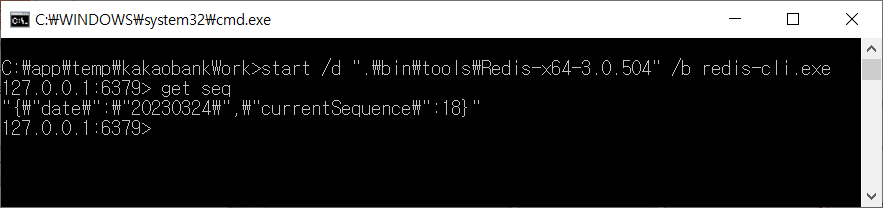 C:₩WINDOWS₩system32₩cmd.exe
C:₩app₩temp₩kakaobankWork>start /d ".₩bin₩tools₩Redis-x64-3.0.504" /b redis-cli.exe
127.0.0.1:6379> get seq
"{₩"date₩":₩"20230324₩",₩"currentSequence₩":18}"
127.0.0.1:6379>